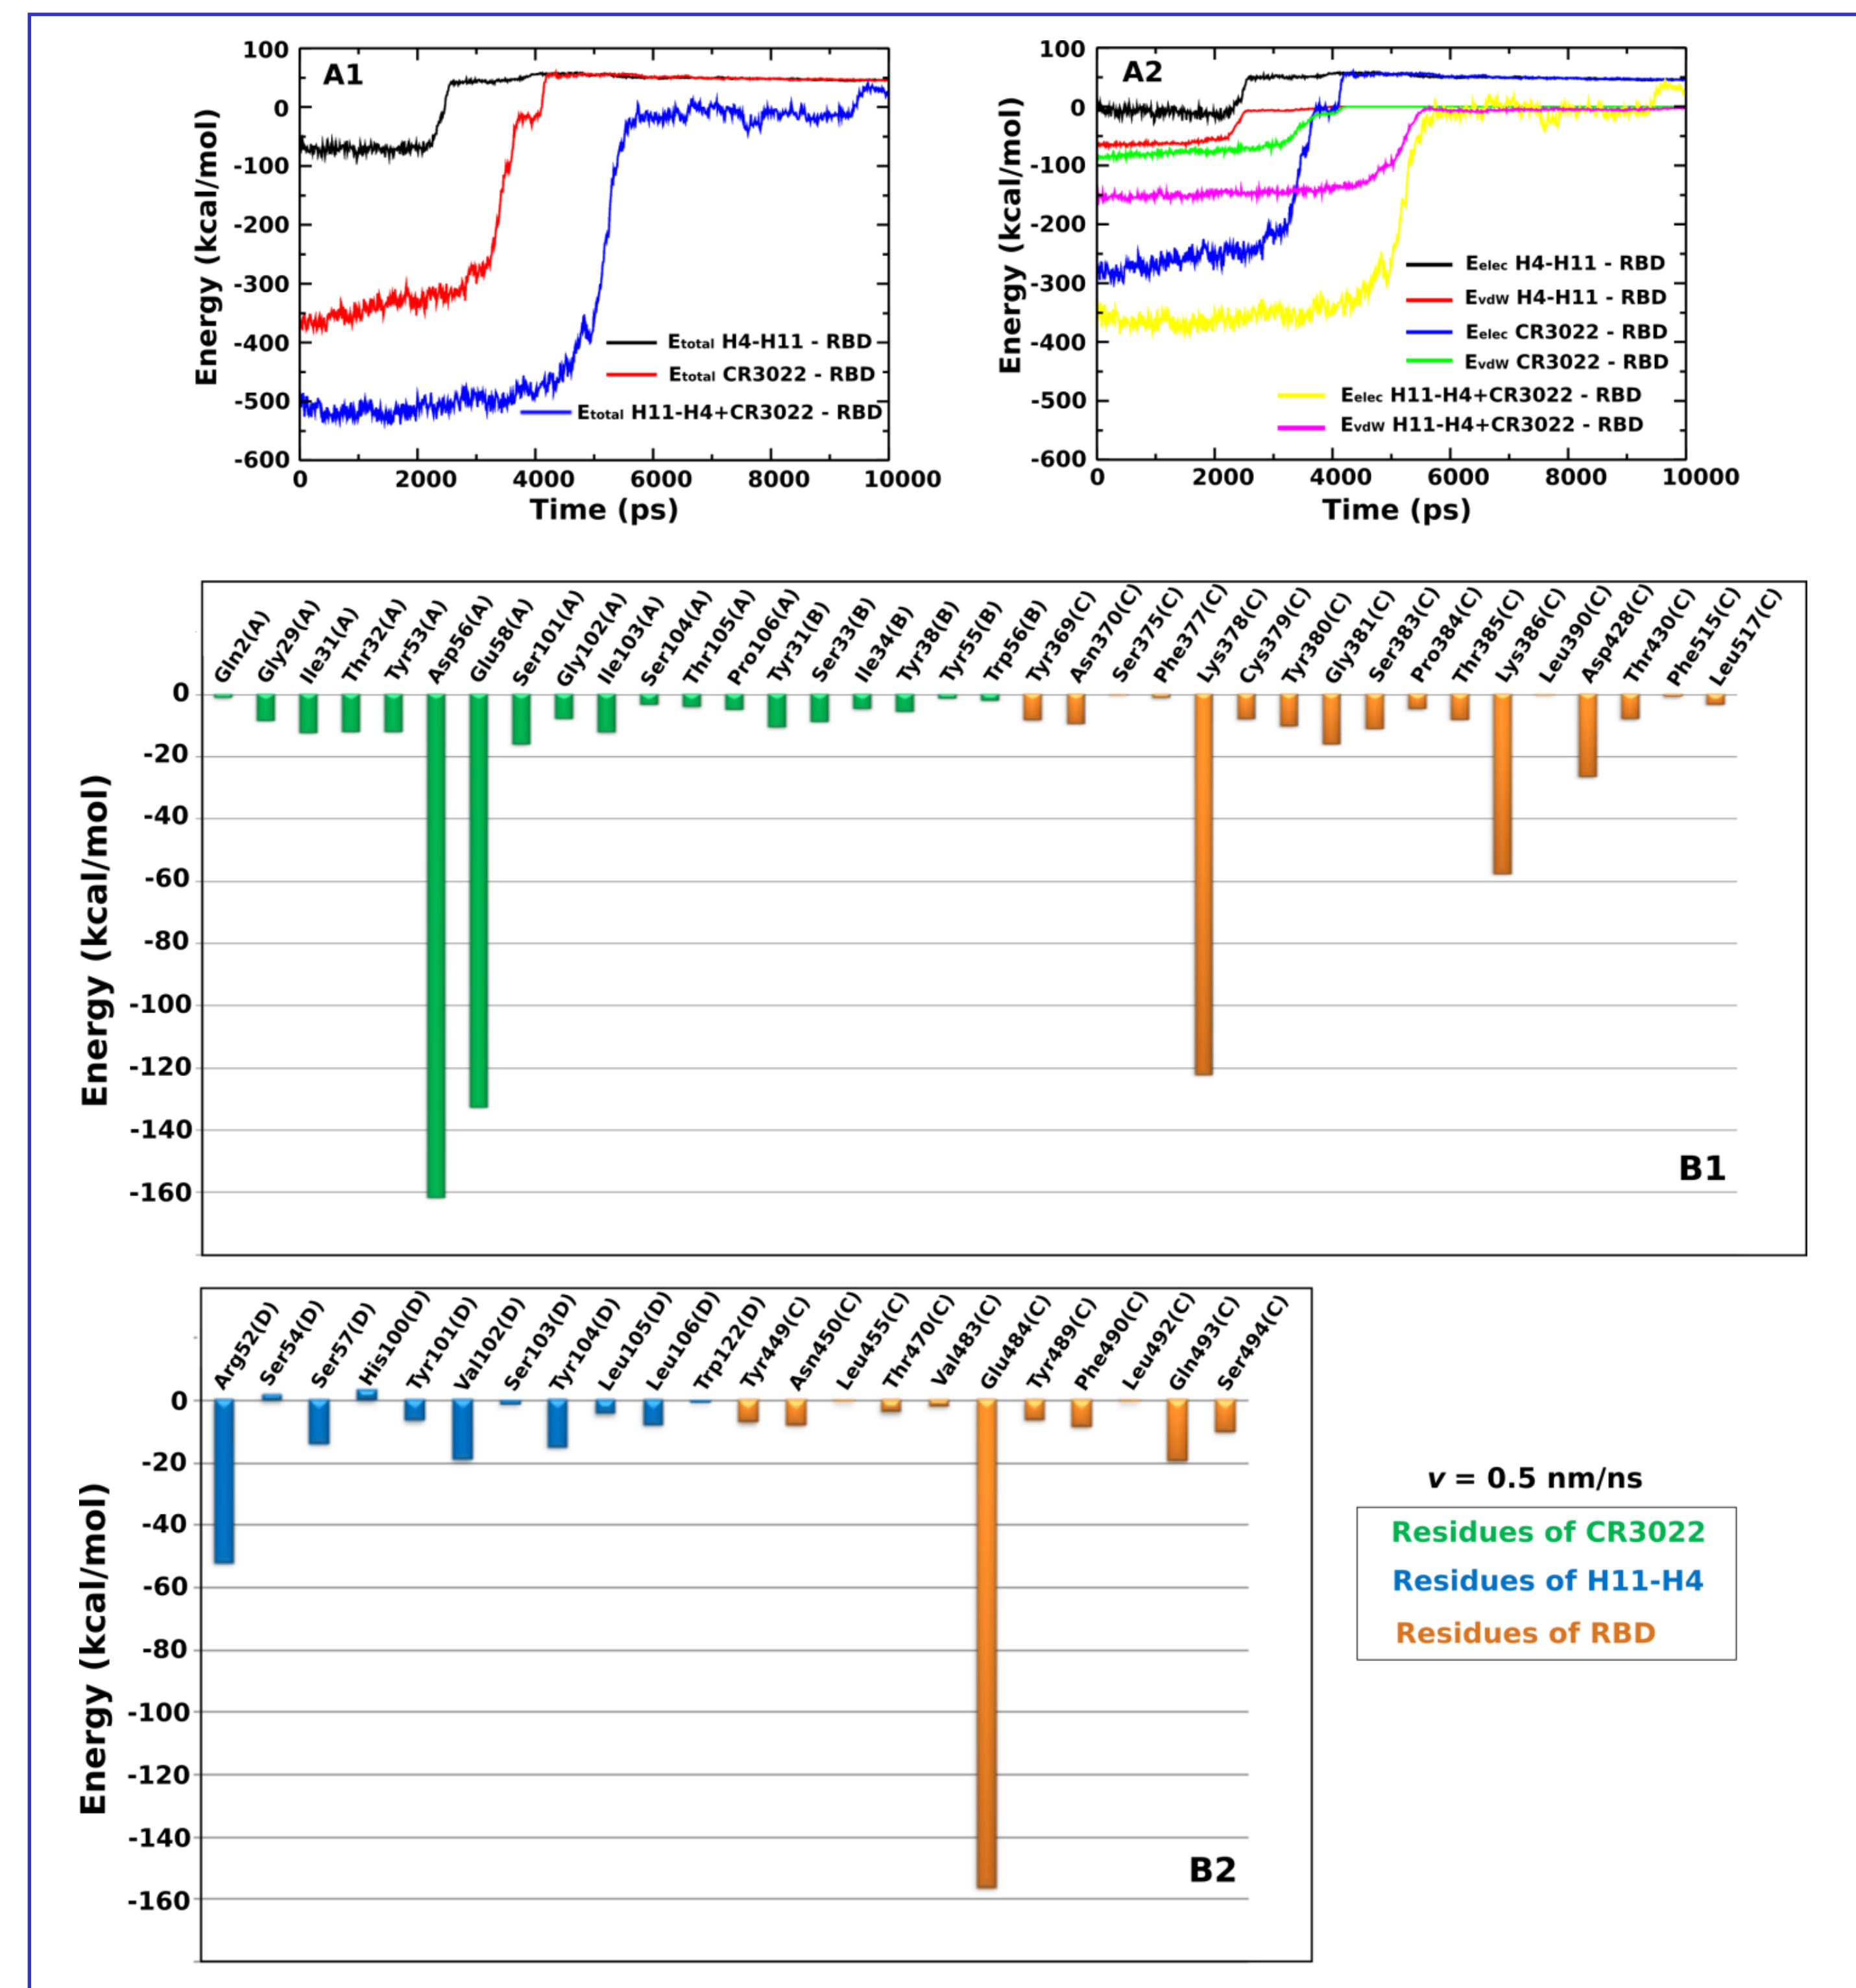 A1
100
0
-100
-200
-300
-400
-500
-600
Energy (kcal/mol)
Etotal H4-H11 - RBD
Etotal CR3022 - RBD
Etotal H11-H4+CR3022 - RBD
0 2000 4000 6000 8000 10000
Time (ps)
A2
100
0
-100
-200
-300
-400
-500
-600
Energy (kcal/mol)
Eelec H4-H11 - RBD
EvdW H4-H11 - RBD
Eelec CR3022 - RBD
EvdW CR3022 - RBD
Eelec H11-H4+CR3022 - RBD
EvdW H11-H4+CR3022 - RBD
0 2000 4000 6000 8000 10000
Time (ps)
Gln2(A)
Gly29(A)
Ile31(A)
Thr32(A)
Tyr53(A)
Asp56(A)
Glu58(A)
Ser101(A)
Gly102(A)
Ile103(A)
Ser104(A)
Thr105(A)
Pro106(A)
Tyr31(B)
Ser33(B)
Ile34(B)
Tyr38(B)
Tyr55(B)
Trp56(B)
Tyr369(C)
Asn370(C)
Ser375(C)
Phe377(C)
Lys378(C)
Cys379(C)
Tyr380(C)
Gly381(C)
Ser383(C)
Pro384(C)
Thr385(C)
Lys386(C)
Leu390(C)
Asp428(C)
Thr430(C)
Phe515(C)
Leu517(C)
0
-20
-40
-60
-80
-100
-120
-140
-160
Energy (kcal/mol)
B1
Arg52(D)
Ser54(D)
Ser57(D)
His100(D)
Tyr101(D)
Val102(D)
Ser103(D)
Tyr104(D)
Leu105(D)
Leu106(D)
Trp122(D)
Tyr449(C)
Asn450(C)
Leu455(C)
Thr470(C)
Val483(C)
Glu484(C)
Tyr489(C)
Phe490(C)
Leu492(C)
Gln493(C)
Ser494(C)
0
-20
-40
-60
-80
-100
-120
-140
-160
Energy (kcal/mol)
B2
v = 0.5 nm/ns
Residues of CR3022
Residues of H11-H4
Residues of RBD